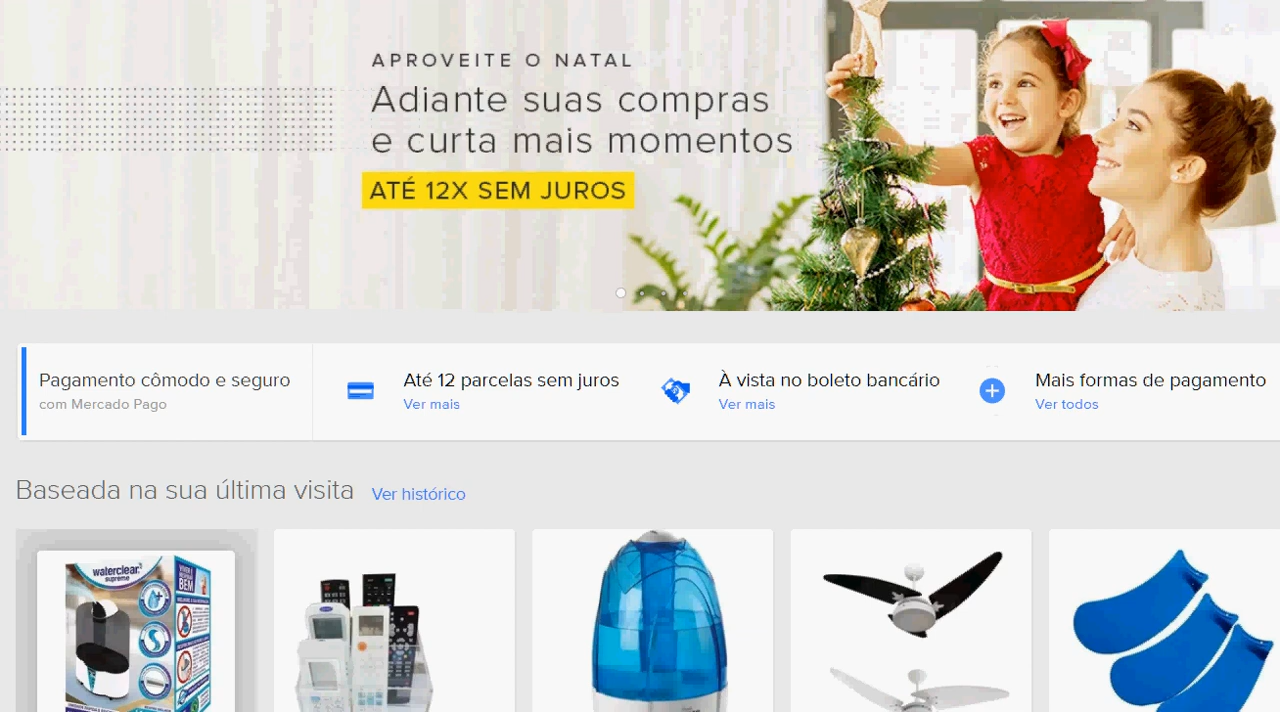 APROVEITE O NATAL
Adiante suas compras
e curta mais momentos
ATÉ 12X SEM JUROS
Pagamento cômodo e seguro
com Mercado Pago
Até 12 parcelas sem juros
Ver mais
À vista no boleto bancário
Ver mais
Mais formas de pagamento
Ver todos
Baseada na sua última visita
Ver histórico
waterclear
supreme
BEM